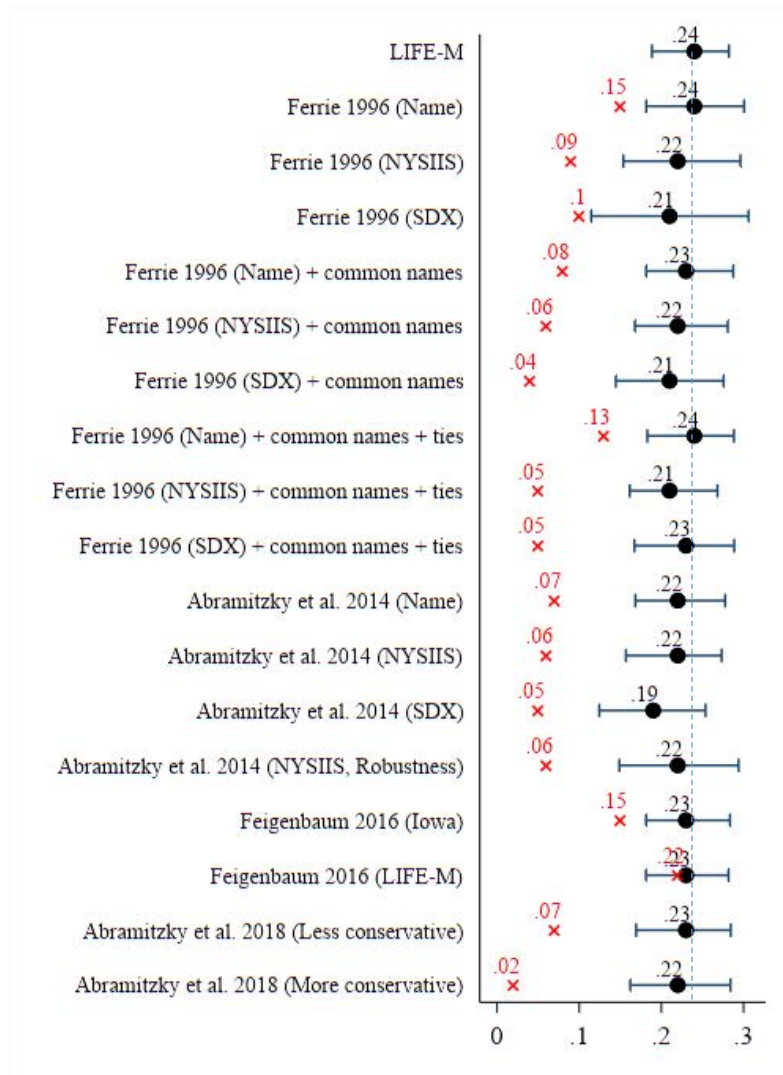 LIFE-M .24
Ferrie 1996 (Name) .15 .24
Ferrie 1996 (NYSIIS) .09 .22
Ferrie 1996 (SDX) .1 .21
Ferrie 1996 (Name) + common names .08 .23
Ferrie 1996 (NYSIIS) + common names .06 .22
Ferrie 1996 (SDX) + common names .04 .21
Ferrie 1996 (Name) + common names + ties .13 .24
Ferrie 1996 (NYSIIS) + common names + ties .05 .21
Ferrie 1996 (SDX) + common names + ties .05 .23
Abramitzky et al. 2014 (Name) .07 .22
Abramitzky et al. 2014 (NYSIIS) .06 .22
Abramitzky et al. 2014 (SDX) .05 .19
Abramitzky et al. 2014 (NYSIIS, Robustness) .06 .22
Feigenbaum 2016 (Iowa) .15 .23
Feigenbaum 2016 (LIFE-M) .22 .23
Abramitzky et al. 2018 (Less conservative) .07 .23
Abramitzky et al. 2018 (More conservative) .02 .22
0 .1 .2 .3